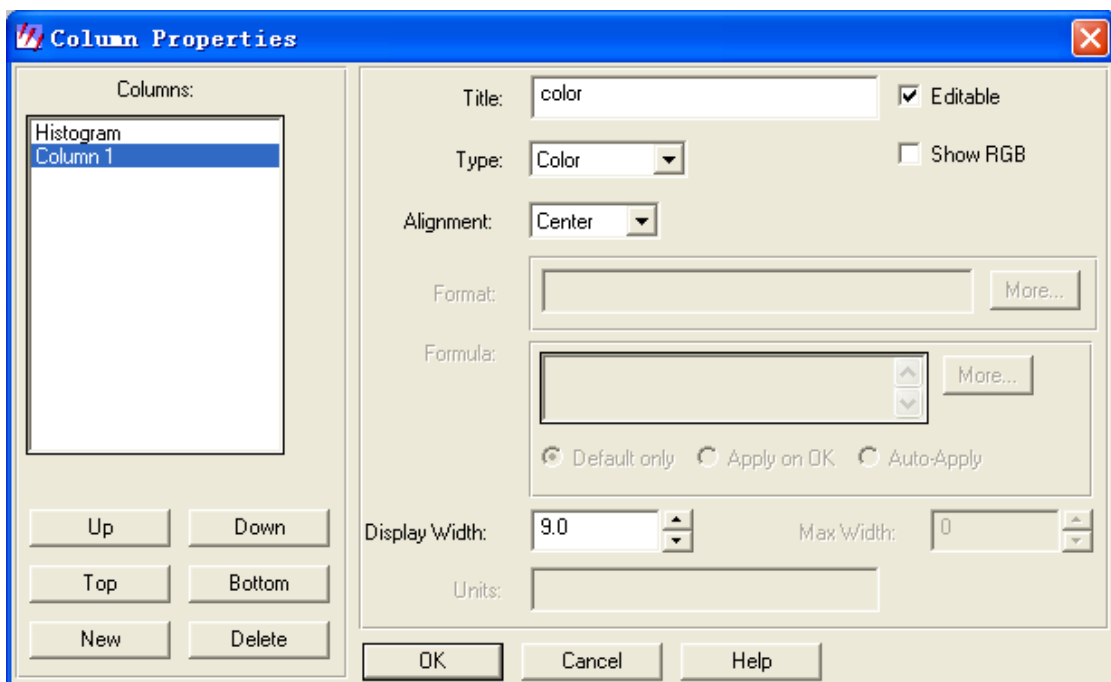 Column Properties
Columns:
Histogram
Column 1
Up
Down
Top
Bottom
New
Delete
Title:
color
Editable
Type:
Color
Show RGB
Alignment:
Center
Format:
More...
Formula:
More...
Default only
Apply on OK
Auto-Apply
Display Width:
9.0
Max Width:
0
Units:
OK
Cancel
Help